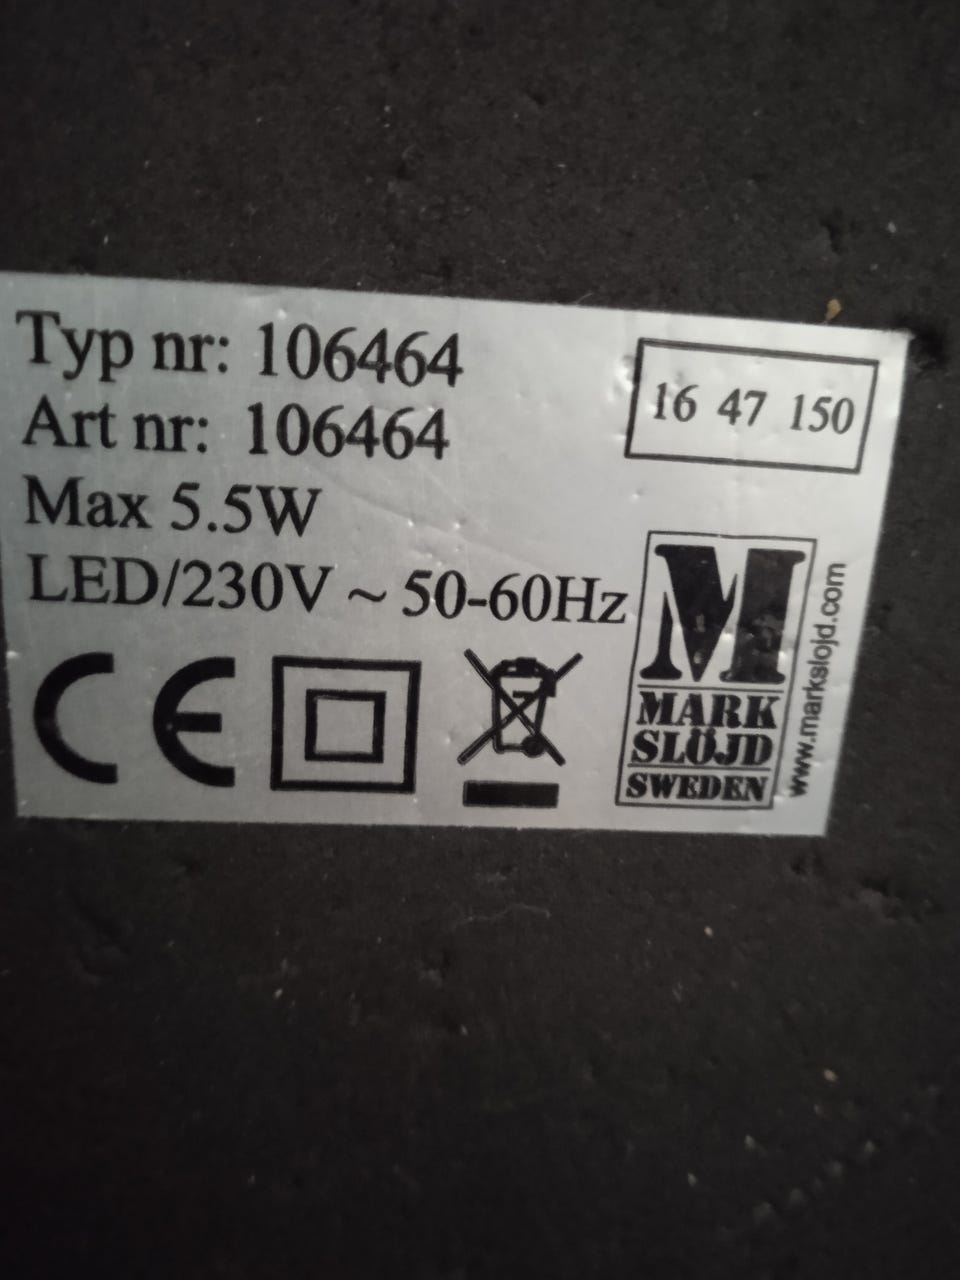 Typ nr: 106464
Art nr: 106464
Max 5.5W
LED/230V ~ 50-60Hz
16 47 150
CE
M
MARK
SLÖJD
SWEDEN
www.markslojd.com